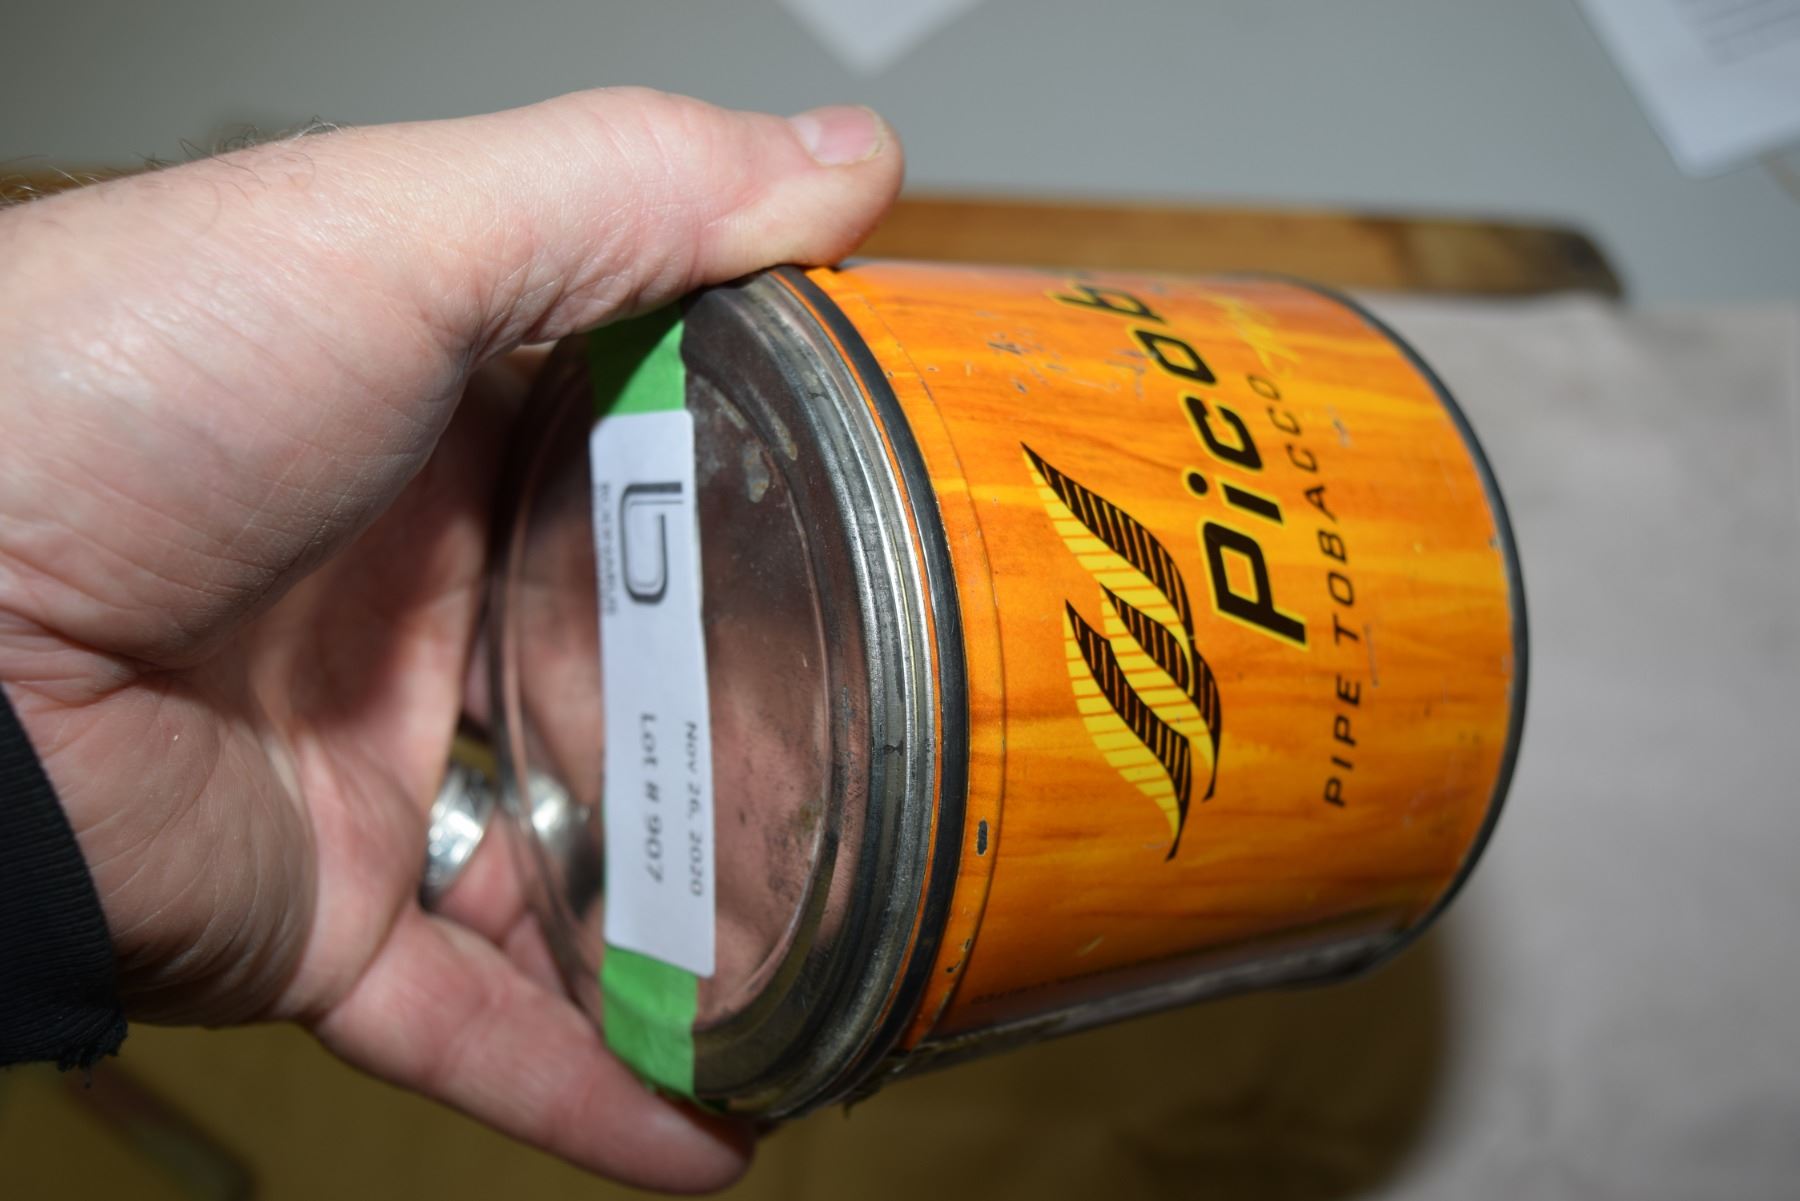 Picob
PIPE TOBACCO
b
Nov 26, 2020
Lot # 907